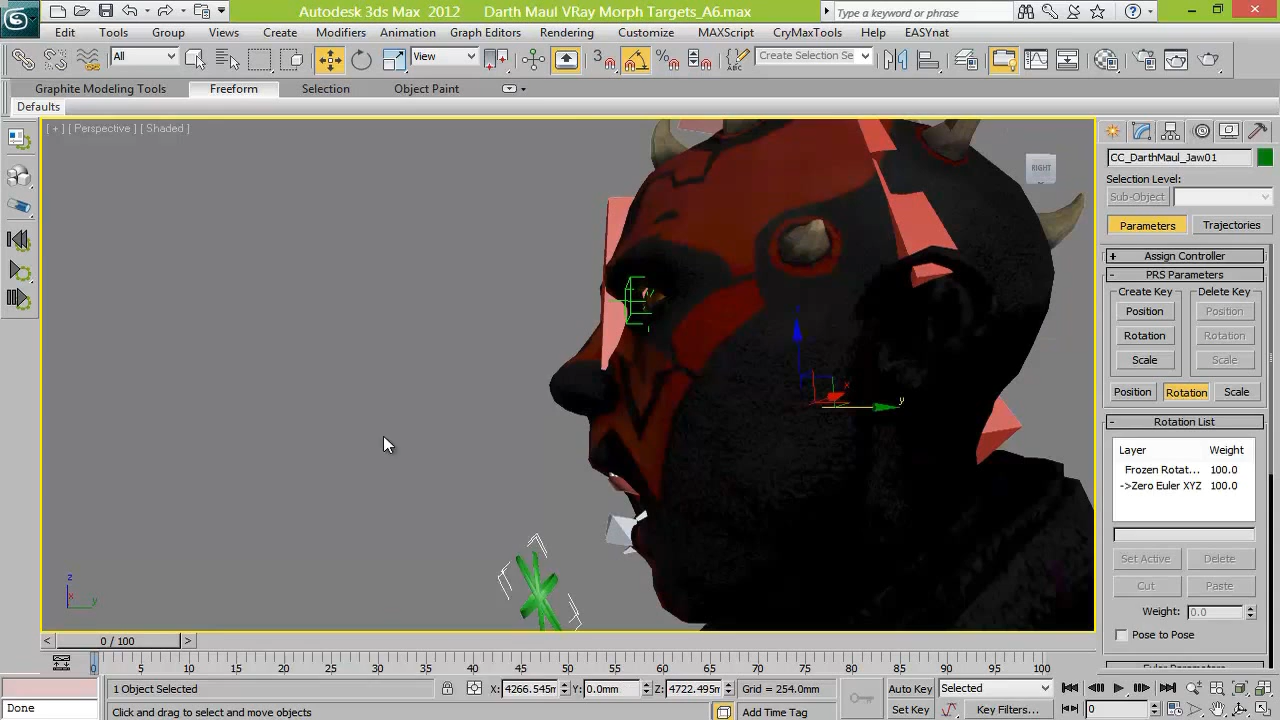 Autodesk 3ds Max 2012 Darth Maul VRay Morph Targets_A6.max
Type a keyword or phrase
Edit Tools Group Views Create Modifiers Animation Graph Editors Rendering Customize MAXScript CryMaxTools Help EASYnat
All View 3 Create Selection Se
Graphite Modeling Tools Freeform Selection Object Paint
Defaults
[ + ] [ Perspective ] [ Shaded ]
RIGHT
x
y
z
x
y
CC_DarthMaul_Jaw01
Selection Level:
Sub-Object
Parameters Trajectories
+ Assign Controller
- PRS Parameters
Create Key Delete Key
Position Position
Rotation Rotation
Scale Scale
Position Rotation Scale
- Rotation List
Layer Weight
Frozen Rotat... 100.0
->Zero Euler XYZ 100.0
Set Active Delete
Cut Paste
Weight: 0.0
Pose to Pose
Euler Parameters
< 0 / 100 >
0 5 10 15 20 25 30 35 40 45 50 55 60 65 70 75 80 85 90 95 100
1 Object Selected X: 4266.545m Y: 0.0mm Z: 4722.495m Grid = 254.0mm Auto Key Selected
Done Click and drag to select and move objects Add Time Tag Set Key Key Filters... 0